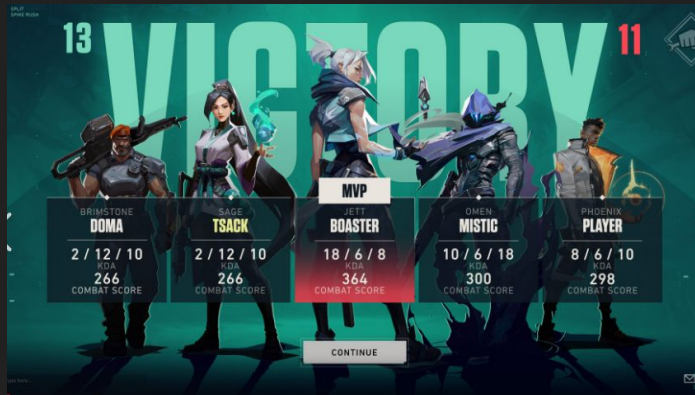 SPLIT
SPIKE RUSH
13 VICTORY 11
MVP
BRIMSTONE
DOMA
2 / 12 / 10
KDA
266
COMBAT SCORE
SAGE
TSACK
2 / 12 / 10
KDA
266
COMBAT SCORE
JETT
BOASTER
18 / 6 / 8
KDA
364
COMBAT SCORE
OMEN
MISTIC
10 / 6 / 18
KDA
300
COMBAT SCORE
PHOENIX
PLAYER
8 / 6 / 10
KDA
298
COMBAT SCORE
CONTINUE